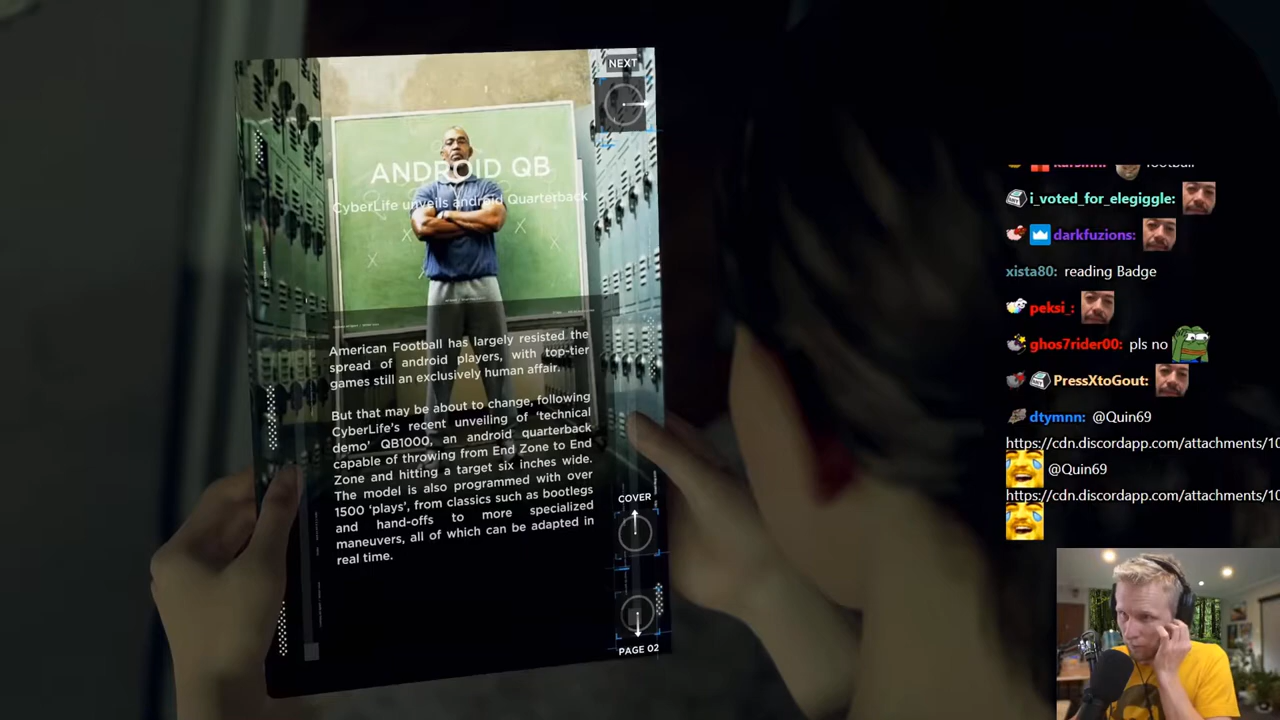 NEXT
ANDROID QB
CyberLife unveils android Quarterback
American Football has largely resisted the
spread of android players, with top-tier
games still an exclusively human affair.
But that may be about to change, following
CyberLife's recent unveiling of 'technical
demo' QB1000, an android quarterback
capable of throwing from End Zone to End
Zone and hitting a target six inches wide.
The model is also programmed with over
1500 'plays', from classics such as bootlegs
and hand-offs to more specialized
maneuvers, all of which can be adapted in
real time.
COVER
PAGE 02
football
i_voted_for_elegiggle:
darkfuzions:
xista80: reading Badge
peksi_:
ghos7rider00: pls no
PressXtoGout:
dtymnn: @Quin69
https://cdn.discordapp.com/attachments/10
@Quin69
https://cdn.discordapp.com/attachments/10